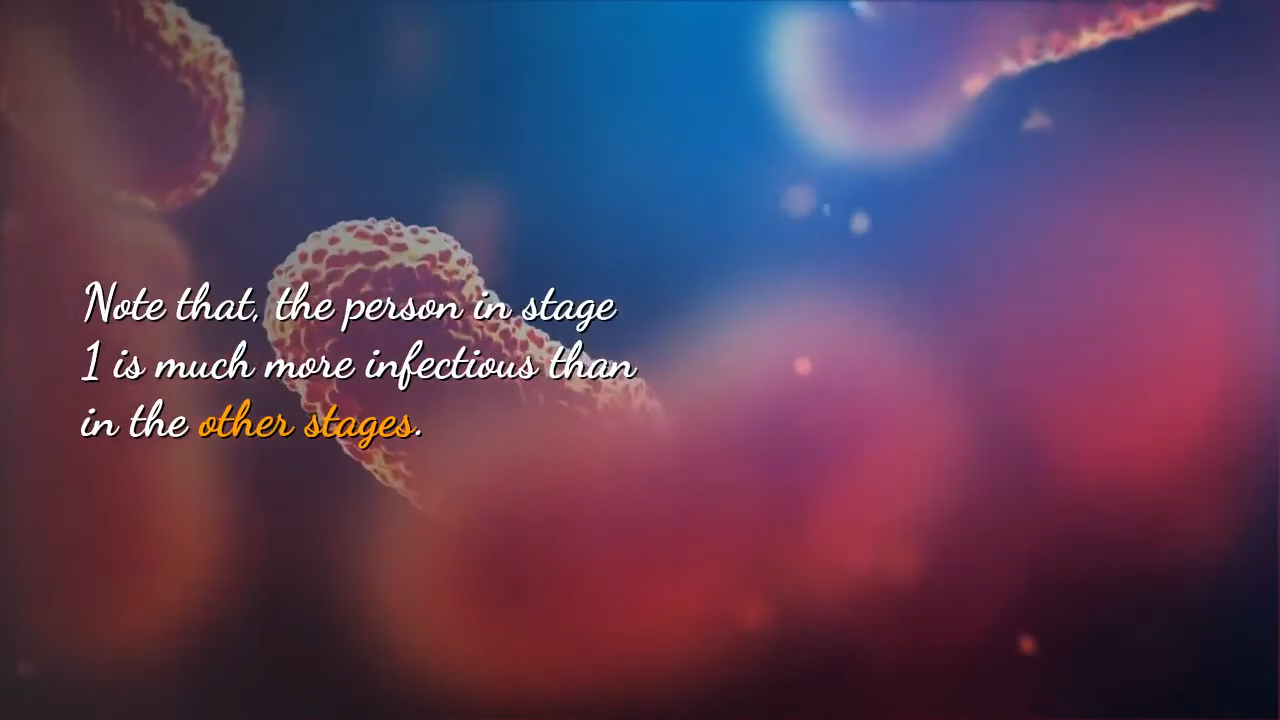 Note that, the person in stage
1 is much more infectious than
in the other stages.